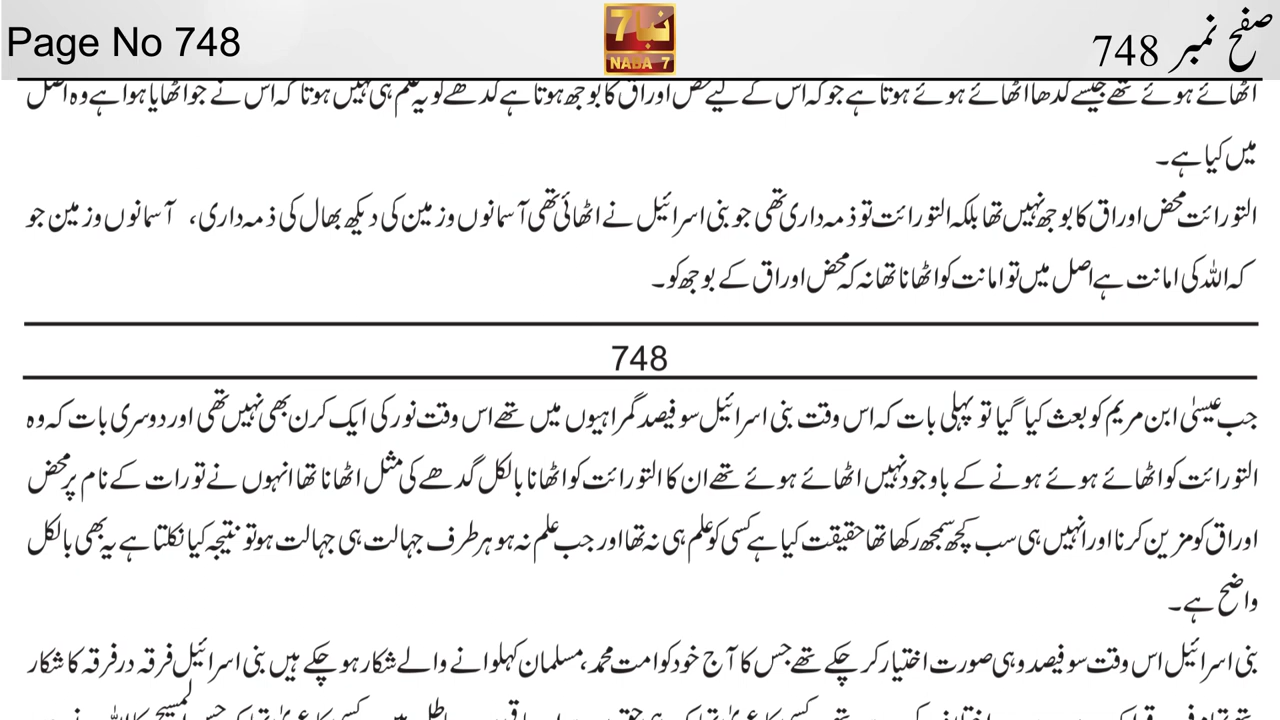 Page No 748
نبا 7
NABA 7
صفحہ نمبر 748
اٹھائے ہوئے تھے جیسے گدھا اٹھائے ہوئے ہوتا ہے جو کہ اس کے لیے محض اوراق کا بوجھ ہوتا ہے گدھے کو یہ علم ہی نہیں ہوتا کہ اس نے جو اٹھایا ہوا ہے وہ اصل
میں کیا ہے۔
التورائت محض اوراق کا بوجھ نہیں تھا بلکہ التورائت تو ذمہ داری تھی جو بنی اسرائیل نے اٹھائی تھی آسمانوں و زمین کی دیکھ بھال کی ذمہ داری، آسمانوں و زمین جو
کہ اللہ کی امانت ہے اصل میں تو امانت کو اٹھانا تھا نہ کہ محض اوراق کے بوجھ کو۔
748
جب عیسیٰ ابن مریم کو بعث کیا گیا تو پہلی بات کہ اس وقت بنی اسرائیل سو فیصد گمراہیوں میں تھے اس وقت نور کی ایک کرن بھی نہیں تھی اور دوسری بات کہ وہ
التورائت کو اٹھائے ہوئے ہونے کے باوجود نہیں اٹھائے ہوئے تھے ان کا التورائت کو اٹھانا بالکل گدھے کی مثل اٹھانا تھا انہوں نے تورات کے نام پر محض
اوراق کو مزین کرنا اور انہیں ہی سب کچھ سمجھ رکھا تھا حقیقت کیا ہے کسی کو علم ہی نہ تھا اور جب علم نہ ہو ہر طرف جہالت ہی جہالت ہو تو نتیجہ کیا نکلتا ہے یہ بھی بالکل
واضح ہے۔
بنی اسرائیل اس وقت سو فیصد وہی صورت اختیار کر چکے تھے جس کا آج خود کو امت محمد، مسلمان کہلوانے والے شکار ہو چکے ہیں بنی اسرائیل فرقہ در فرقہ کا شکار